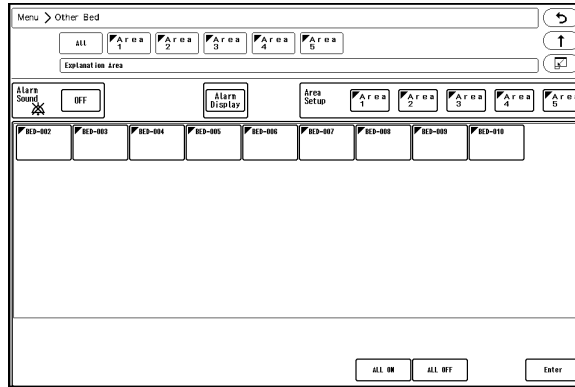 Menu > Other Bed
All Area 1 Area 2 Area 3 Area 4 Area 5
Explanation Area
Alarm Sound OFF Alarm Display Area Setup Area 1 Area 2 Area 3 Area 4 Area 5
BED-002 BED-003 BED-004 BED-005 BED-006 BED-007 BED-008 BED-009 BED-010
ALL ON ALL OFF Enter